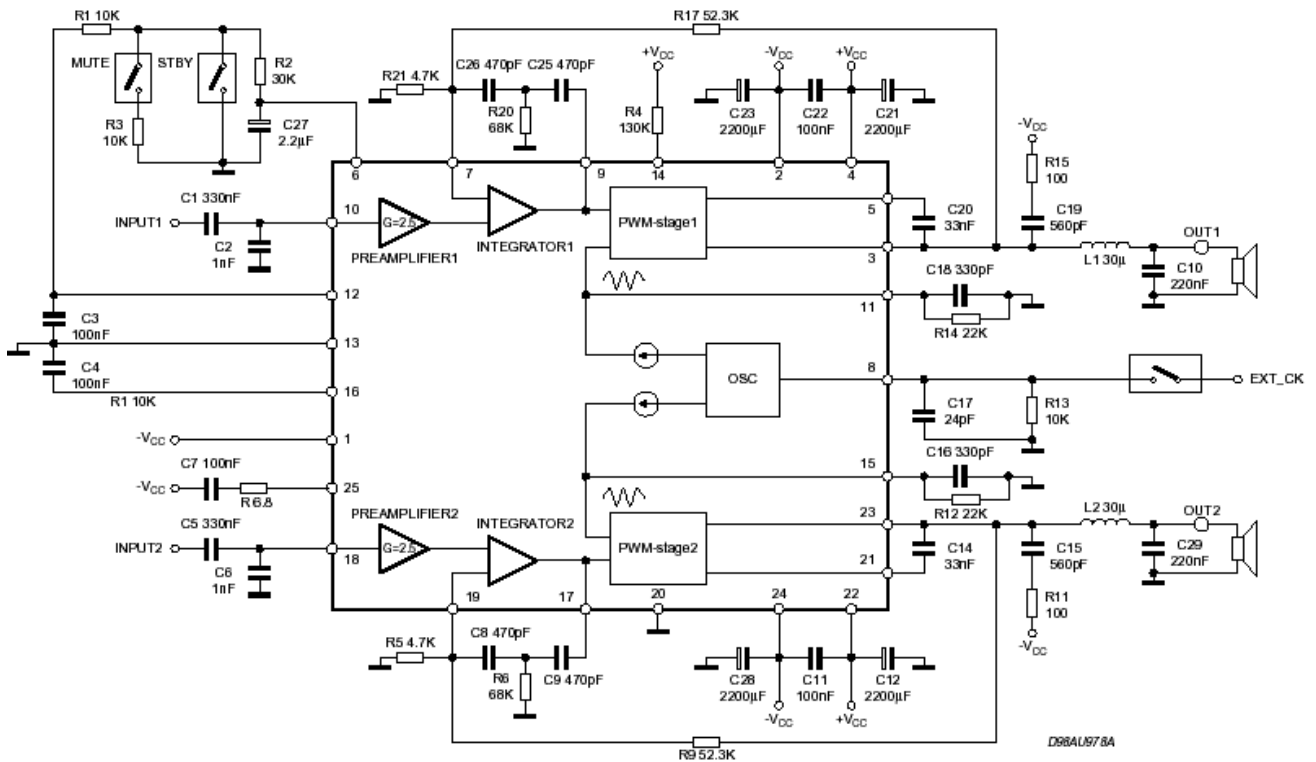 R1 10K
R17 52.3K
MUTE
STBY
R2
30K
R3
10K
C27
2.2µF
R21 4.7K
C26 470pF
C25 470pF
R20
68K
+VCC
R4
130K
-VCC
+VCC
C23
2200µF
C22
100nF
C21
2200µF
-VCC
R15
100
C19
560pF
6
7
9
14
2
4
C1 330nF
INPUT1
C2
1nF
10
G=2.5
PREAMPLIFIER1
INTEGRATOR1
PWM-stage1
5
3
C20
33nF
L1 30µ
OUT1
C10
220nF
C18 330pF
11
R14 22K
12
C3
100nF
13
C4
100nF
16
R1 10K
OSC
8
EXT_CK
C17
24pF
R13
10K
-VCC
1
C7 100nF
-VCC
R 6.8
25
C16 330pF
15
R12 22K
C5 330nF
INPUT2
C6
1nF
18
PREAMPLIFIER2
G=2.5
INTEGRATOR2
PWM-stage2
23
21
C14
33nF
C15
560pF
R11
100
-VCC
L2 30µ
OUT2
C29
220nF
19
17
20
24
22
R5 4.7K
C8 470pF
R6
68K
C9 470pF
C28
2200µF
C11
100nF
C12
2200µF
-VCC
+VCC
R9 52.3K
D98AU978A